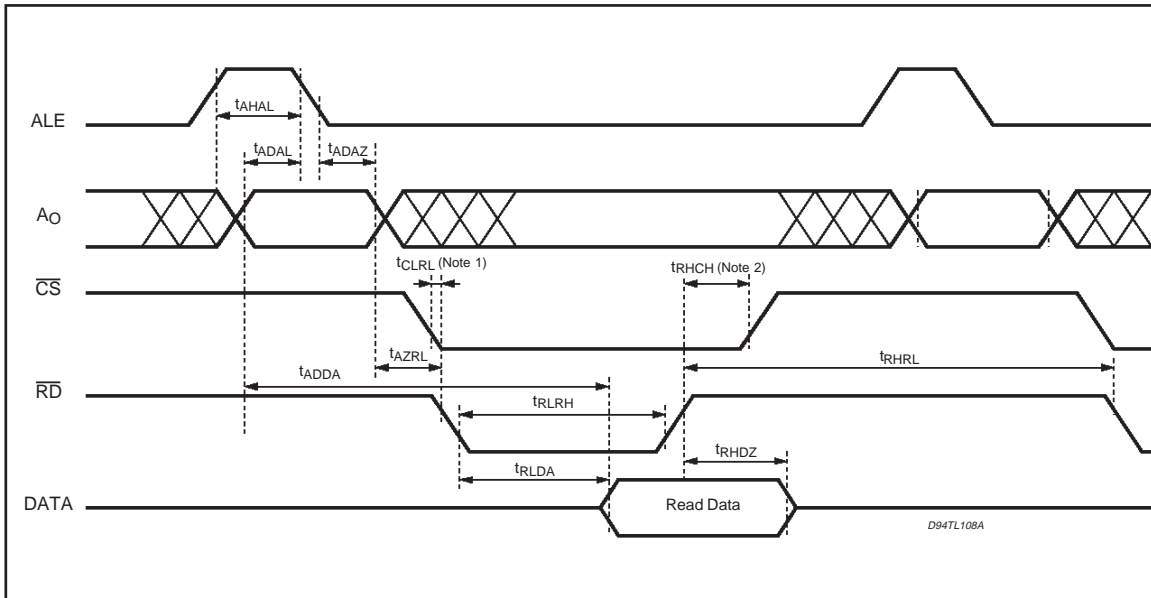 ALE
tAHAL
tADAL
tADAZ
AO
tCLRL (Note 1)
tRHCH (Note 2)
CS
tAZRL
tRHRL
tADDA
RD
tRLRH
tRHDZ
tRLDA
DATA
Read Data
D94TL108A